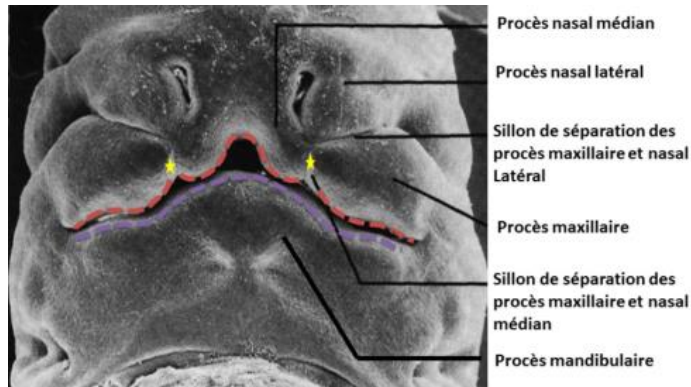 Procès nasal médian
Procès nasal latéral
Sillon de séparation des
procès maxillaire et nasal
Latéral
Procès maxillaire
Sillon de séparation des
procès maxillaire et nasal
médian
Procès mandibulaire